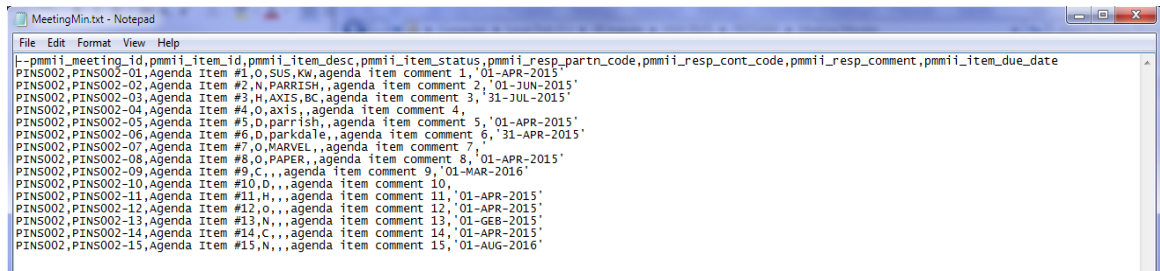 MeetingMin.txt - Notepad
File Edit Format View Help
--pmmii_meeting_id,pmmii_item_id,pmmii_item_desc,pmmii_item_status,pmmii_resp_partn_code,pmmii_resp_cont_code,pmmii_resp_comment,pmmii_item_due_date
PINS002,PINS002-01,Agenda Item #1,O,SUS,KW,agenda item comment 1,'01-APR-2015'
PINS002,PINS002-02,Agenda Item #2,N,PARRISH,,agenda item comment 2,'01-JUN-2015'
PINS002,PINS002-03,Agenda Item #3,H,AXIS,BC,agenda item comment 3,'31-JUL-2015'
PINS002,PINS002-04,Agenda Item #4,O,axis,,agenda item comment 4,
PINS002,PINS002-05,Agenda Item #5,D,parrish,,agenda item comment 5,'01-APR-2015'
PINS002,PINS002-06,Agenda Item #6,D,parkdale,,agenda item comment 6,'31-APR-2015'
PINS002,PINS002-07,Agenda Item #7,O,MARVEL,,agenda item comment 7,'
PINS002,PINS002-08,Agenda Item #8,O,PAPER,,agenda item comment 8,'01-APR-2015'
PINS002,PINS002-09,Agenda Item #9,C,,,agenda item comment 9,'01-MAR-2016'
PINS002,PINS002-10,Agenda Item #10,D,,,agenda item comment 10,
PINS002,PINS002-11,Agenda Item #11,H,,,agenda item comment 11,'01-APR-2015'
PINS002,PINS002-12,Agenda Item #12,o,,,agenda item comment 12,'01-APR-2015'
PINS002,PINS002-13,Agenda Item #13,N,,,agenda item comment 13,'01-GEB-2015'
PINS002,PINS002-14,Agenda Item #14,C,,,agenda item comment 14,'01-APR-2015'
PINS002,PINS002-15,Agenda Item #15,N,,,agenda item comment 15,'01-AUG-2016'